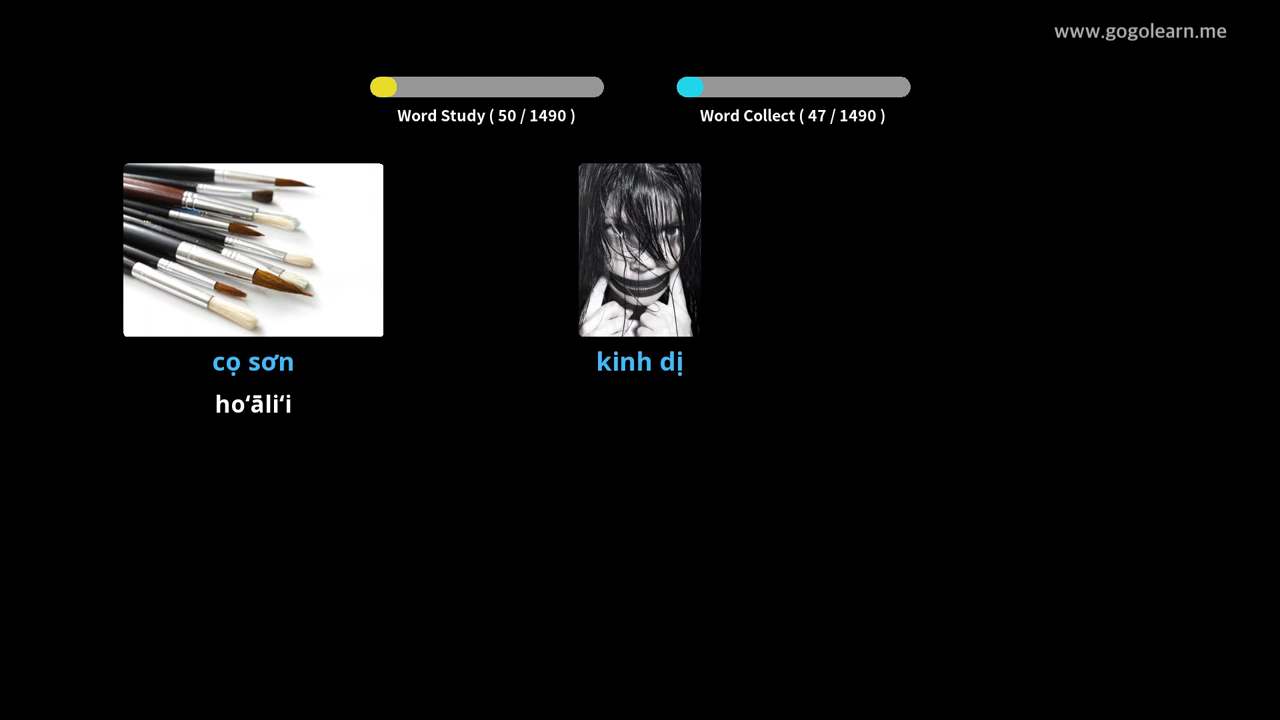 www.gogolearn.me
Word Study ( 50 / 1490 )
Word Collect ( 47 / 1490 )
cọ sơn
kinh dị
hoʻāliʻi